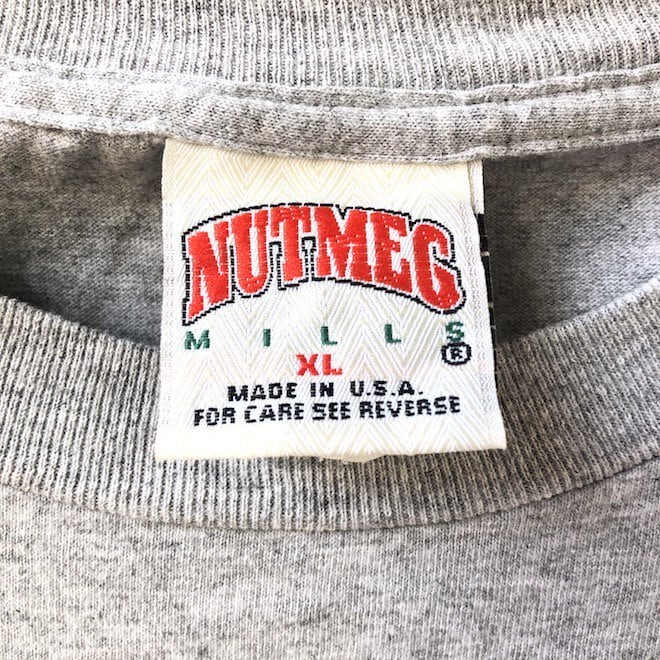 NUTMEG
MILLS®
XL
MADE IN U.S.A.
FOR CARE SEE REVERSE